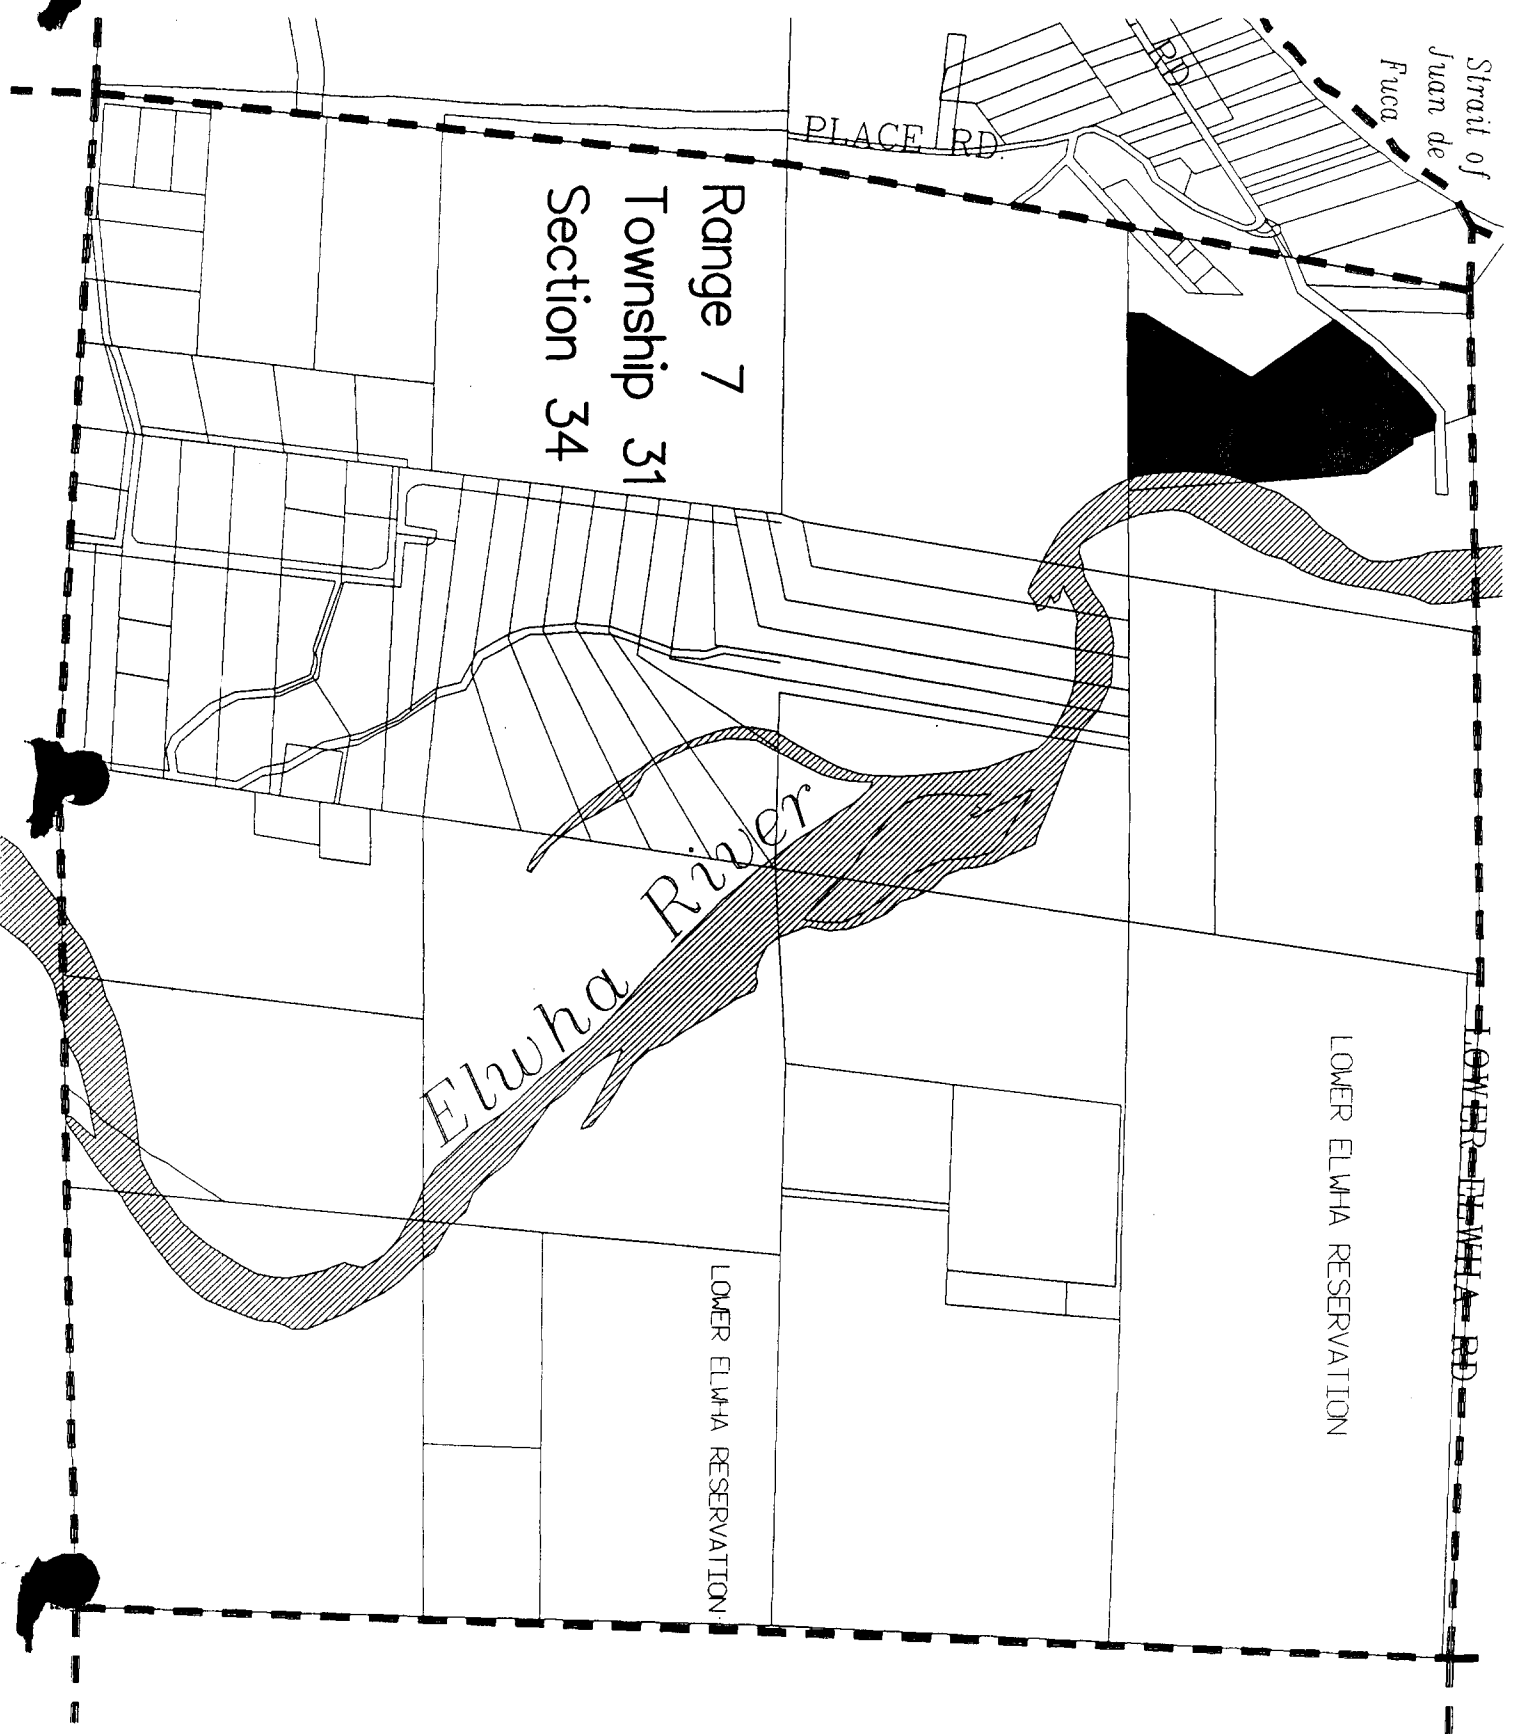 Strait of
Juan de
Fuca
RD
PLACE RD.
Range 7
Township 31
Section 34
Elwha River
LOWER ELWHA RD
LOWER ELWHA RESERVATION
LOWER ELWHA RESERVATION